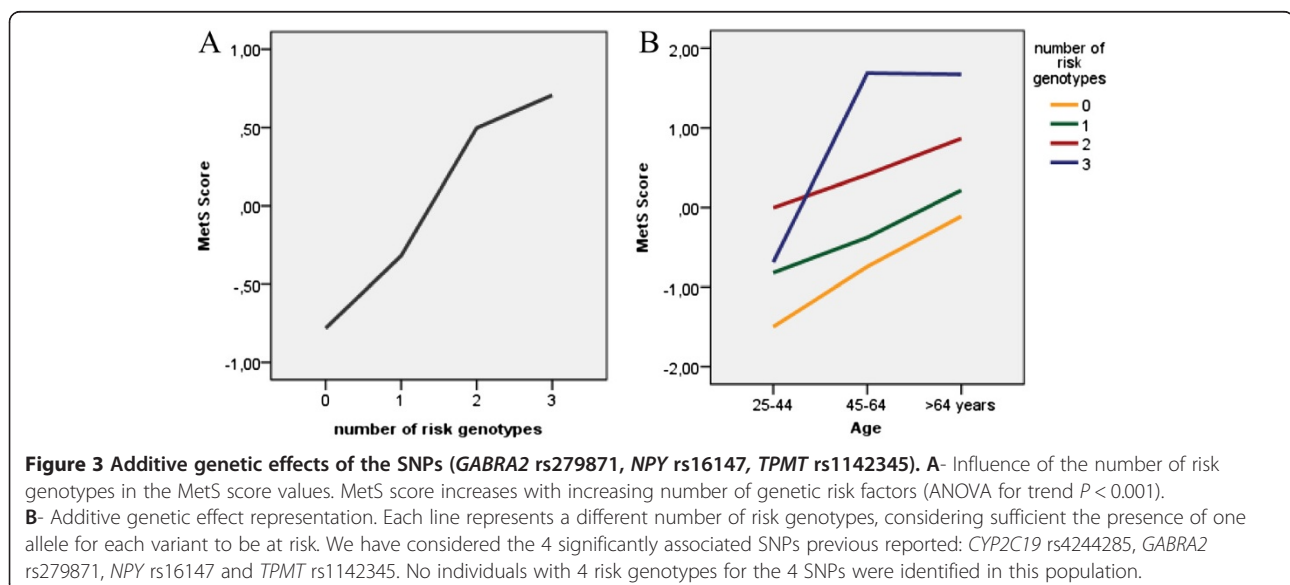 A
1,00
,50
,00
-,50
-1,00
MetS Score
0 1 2 3
number of risk genotypes
B
2,00
1,00
,00
-1,00
-2,00
MetS Score
25-44 45-64 >64 years
Age
number of
risk
genotypes
0
1
2
3
Figure 3 Additive genetic effects of the SNPs (GABRA2 rs279871, NPY rs16147, TPMT rs1142345). A- Influence of the number of risk
genotypes in the MetS score values. MetS score increases with increasing number of genetic risk factors (ANOVA for trend P < 0.001).
B- Additive genetic effect representation. Each line represents a different number of risk genotypes, considering sufficient the presence of one
allele for each variant to be at risk. We have considered the 4 significantly associated SNPs previous reported: CYP2C19 rs4244285, GABRA2
rs279871, NPY rs16147 and TPMT rs1142345. No individuals with 4 risk genotypes for the 4 SNPs were identified in this population.